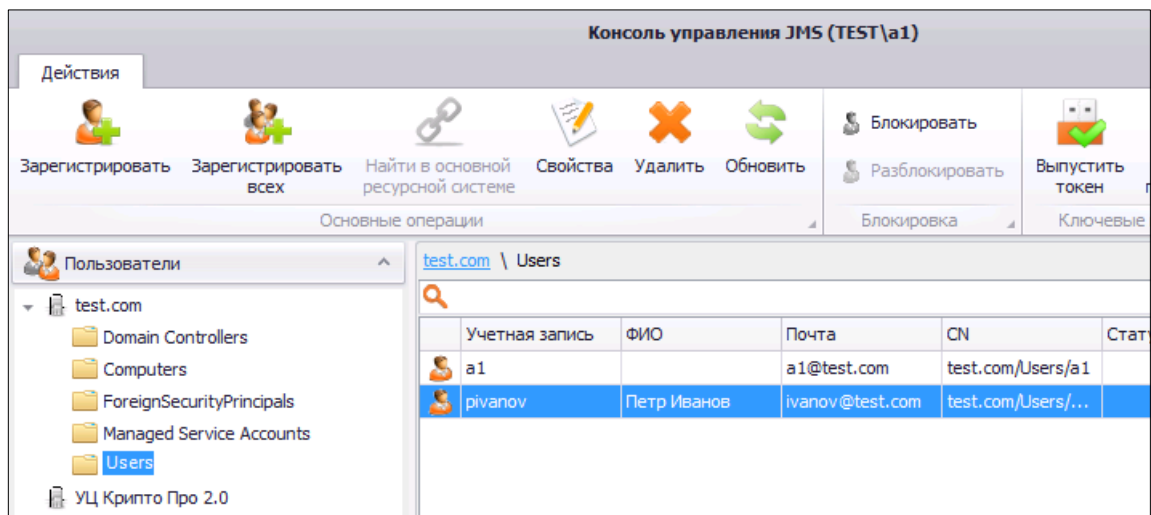 Консоль управления JMS (TEST\a1)
Действия
Зарегистрировать
Зарегистрировать
всех
Найти в основной
ресурсной системе
Свойства
Удалить
Обновить
Блокировать
Разблокировать
Выпустить
токен
Основные операции
Блокировка
Ключевые
Пользователи
test.com \ Users
test.com
Domain Controllers
Computers
ForeignSecurityPrincipals
Managed Service Accounts
Users
УЦ Крипто Про 2.0
Учетная запись ФИО Почта CN Стату
a1 a1@test.com test.com/Users/a1
pivanov Петр Иванов ivanov@test.com test.com/Users/...